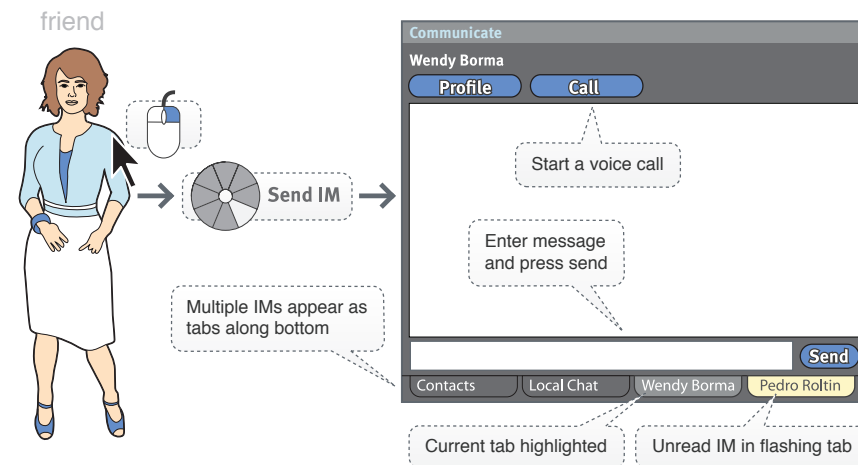 friend
Send IM
Communicate
Wendy Borma
Profile
Call
Start a voice call
Enter message
and press send
Multiple IMs appear as
tabs along bottom
Send
Contacts
Local Chat
Wendy Borma
Pedro Roltin
Current tab highlighted
Unread IM in flashing tab